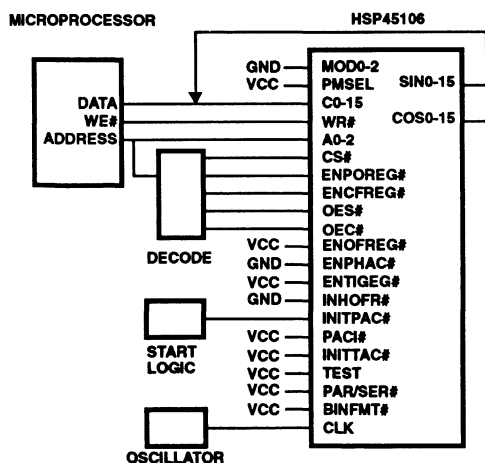 MICROPROCESSOR
HSP45106
DATA
WE#
ADDRESS
DECODE
START
LOGIC
OSCILLATOR
GND MOD0-2
VCC PMSEL
C0-15
WR#
A0-2
CS#
ENPOREG#
ENCFREG#
OES#
OEC#
VCC ENOFREG#
GND ENPHAC#
VCC ENTIGEG#
GND INHOFR#
INITPAC#
VCC PACI#
VCC INITTAC#
VCC TEST
VCC PAR/SER#
VCC BINFMT#
CLK
SIN0-15
COS0-15